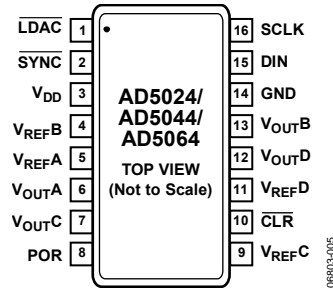 LDAC 1
SYNC 2
VDD 3
VREFB 4
VREFA 5
VOUTA 6
VOUTC 7
POR 8
AD5024/
AD5044/
AD5064
TOP VIEW
(Not to Scale)
16 SCLK
15 DIN
14 GND
13 VOUTB
12 VOUTD
11 VREFD
10 CLR
9 VREFC
06803-005